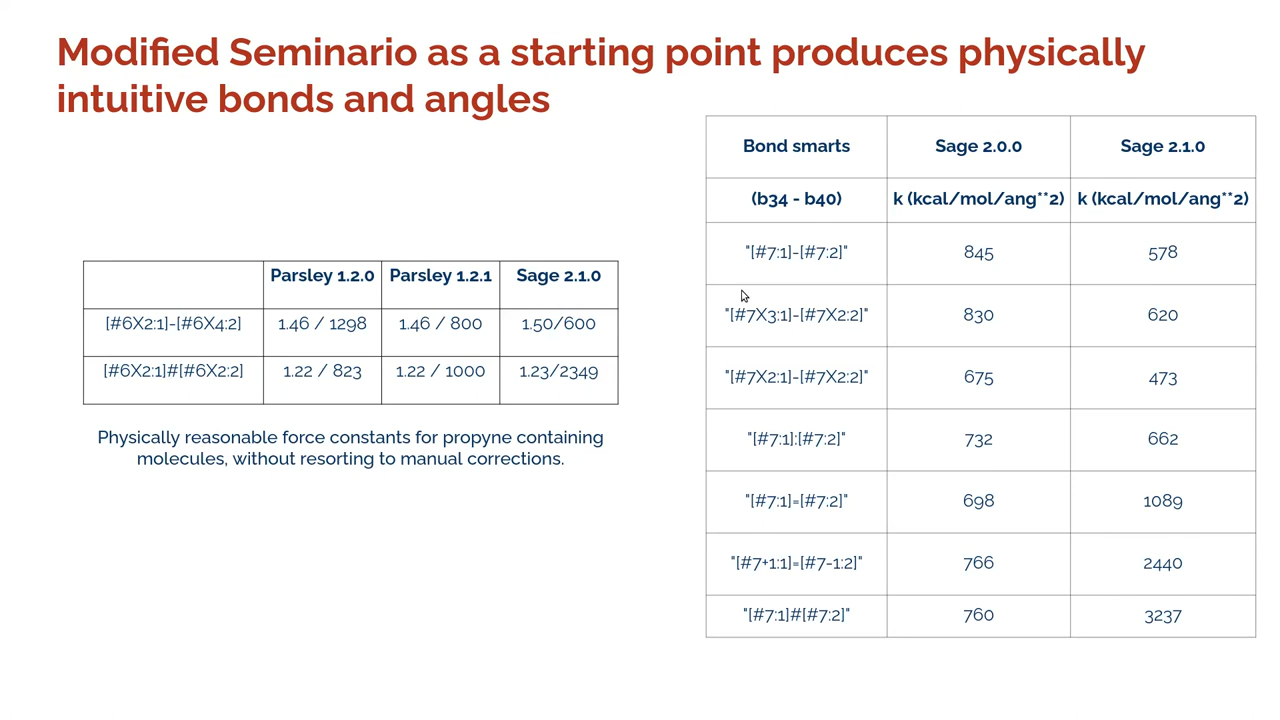 Modified Seminario as a starting point produces physically
intuitive bonds and angles
Parsley 1.2.0 Parsley 1.2.1 Sage 2.1.0
[#6X2:1]-[#6X4:2] 1.46 / 1298 1.46 / 800 1.50/600
[#6X2:1]#[#6X2:2] 1.22 / 823 1.22 / 1000 1.23/2349
Physically reasonable force constants for propyne containing
molecules, without resorting to manual corrections.
Bond smarts Sage 2.0.0 Sage 2.1.0
(b34 - b40) k (kcal/mol/ang**2) k (kcal/mol/ang**2)
"[#7:1]-[#7:2]" 845 578
"[#7X3:1]-[#7X2:2]" 830 620
"[#7X2:1]-[#7X2:2]" 675 473
"[#7:1]:[#7:2]" 732 662
"[#7:1]=[#7:2]" 698 1089
"[#7+1:1]=[#7-1:2]" 766 2440
"[#7:1]#[#7:2]" 760 3237